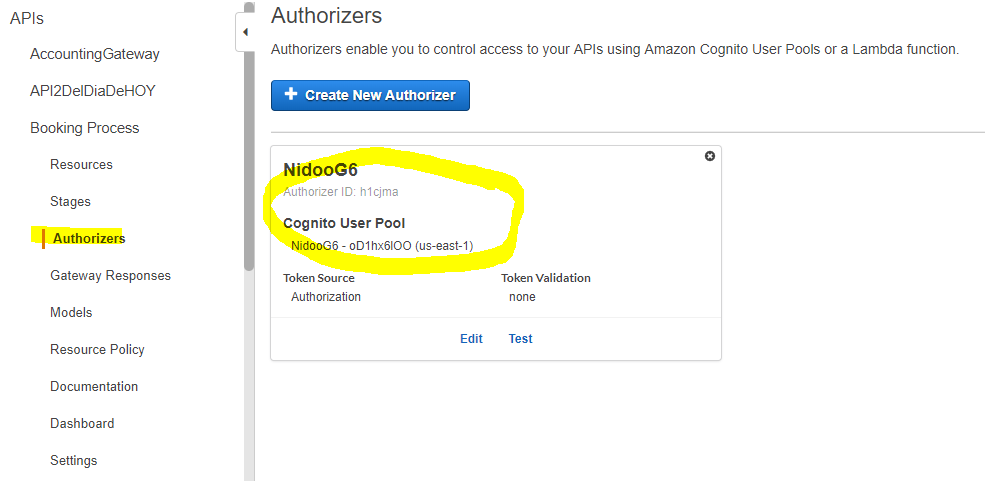 APIs
AccountingGateway
API2DelDiaDeHOY
Booking Process
Resources
Stages
Authorizers
Gateway Responses
Models
Resource Policy
Documentation
Dashboard
Settings
Authorizers
Authorizers enable you to control access to your APIs using Amazon Cognito User Pools or a Lambda function.
Create New Authorizer
NidooG6
Authorizer ID: h1cjma
Cognito User Pool
NidooG6 - oD1hx6lOO (us-east-1)
Token Source
Authorization
Token Validation
none
Edit
Test